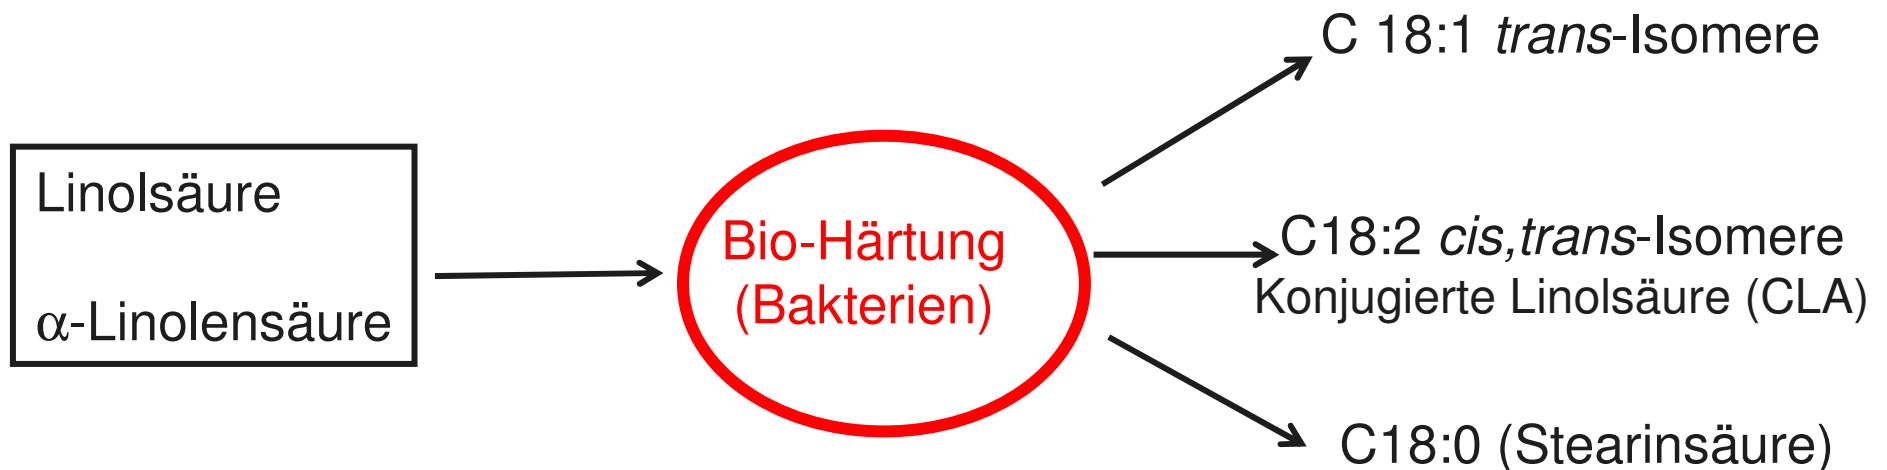 C 18:1 trans-Isomere
Linolsäure
α-Linolensäure
Bio-Härtung
(Bakterien)
C18:2 cis,trans-Isomere
Konjugierte Linolsäure (CLA)
C18:0 (Stearinsäure)